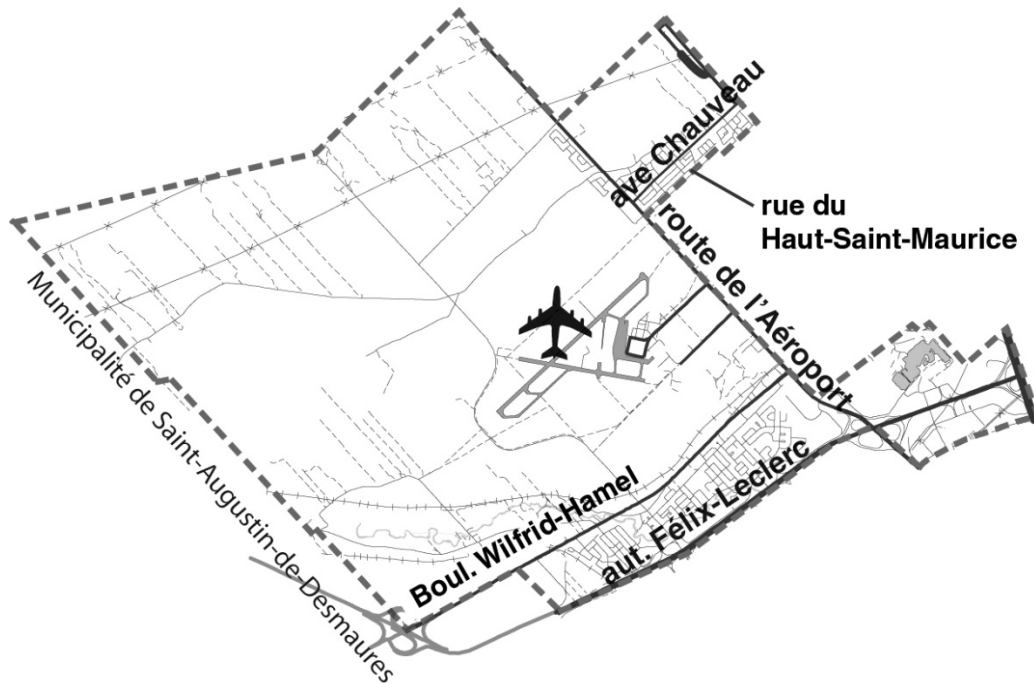 ave Chauveau
rue du
Haut-Saint-Maurice
route de l'Aéroport
Municipalité de Saint-Augustin-de-Desmaures
Boul. Wilfrid-Hamel
aut. Félix-Leclerc